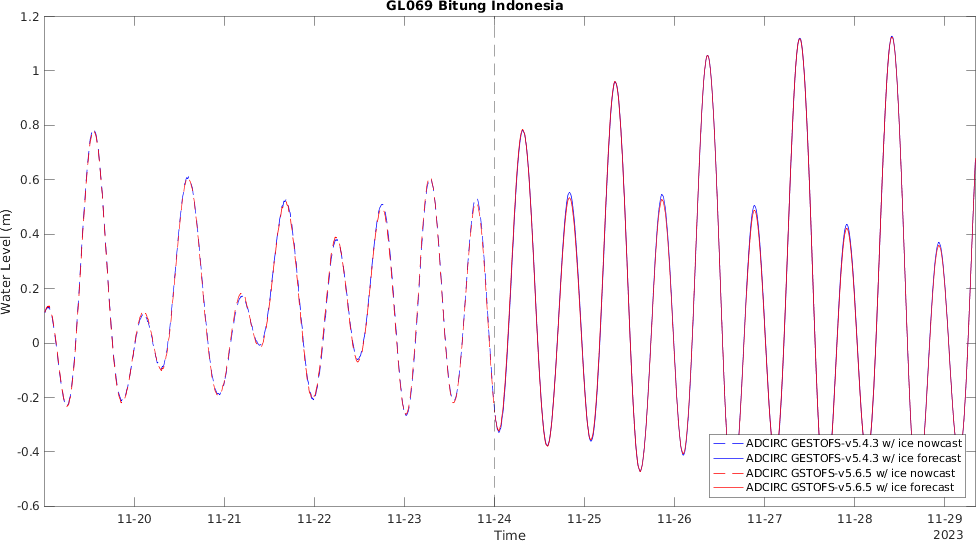 GL069 Bitung Indonesia
1.2
1
0.8
0.6
0.4
0.2
0
-0.2
-0.4
-0.6
Water Level (m)
ADCIRC GESTOFS-v5.4.3 w/ ice nowcast
ADCIRC GESTOFS-v5.4.3 w/ ice forecast
ADCIRC GSTOFS-v5.6.5 w/ ice nowcast
ADCIRC GSTOFS-v5.6.5 w/ ice forecast
11-20 11-21 11-22 11-23 11-24 11-25 11-26 11-27 11-28 11-29
Time
2023